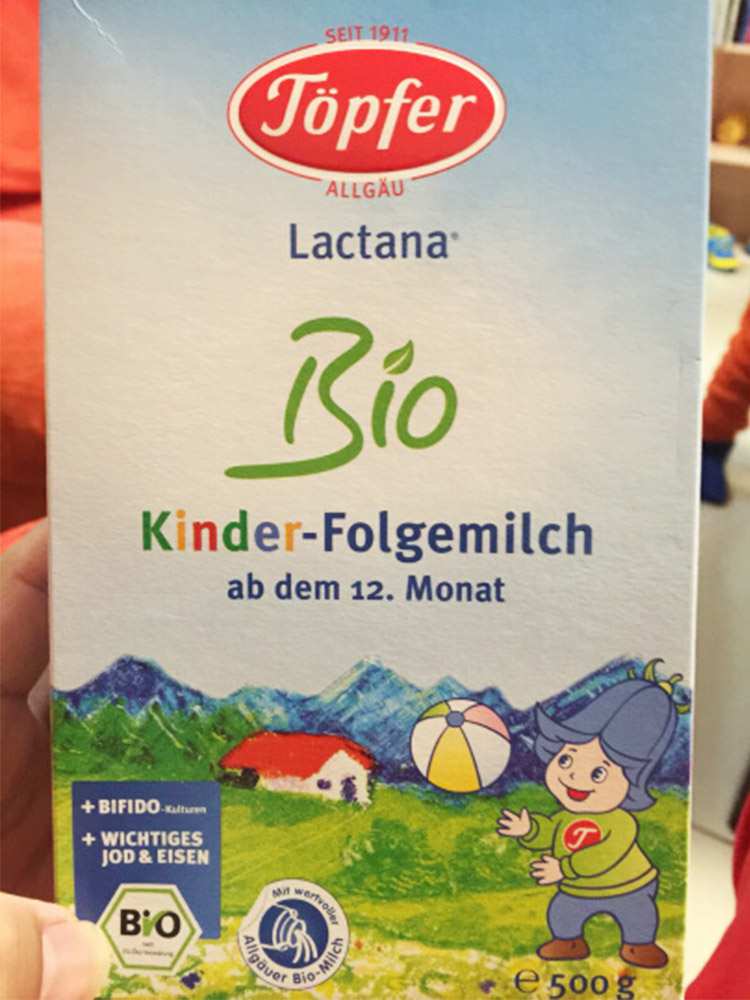 SEIT 1911
Töpfer
ALLGÄU
Lactana®
Bio
Kinder-Folgemilch
ab dem 12. Monat
+ BIFIDO-Kulturen
+ WICHTIGES
JOD & EISEN
BIO
Mit wertvoller
Allgäuer Bio-Milch
T
℮ 500 g